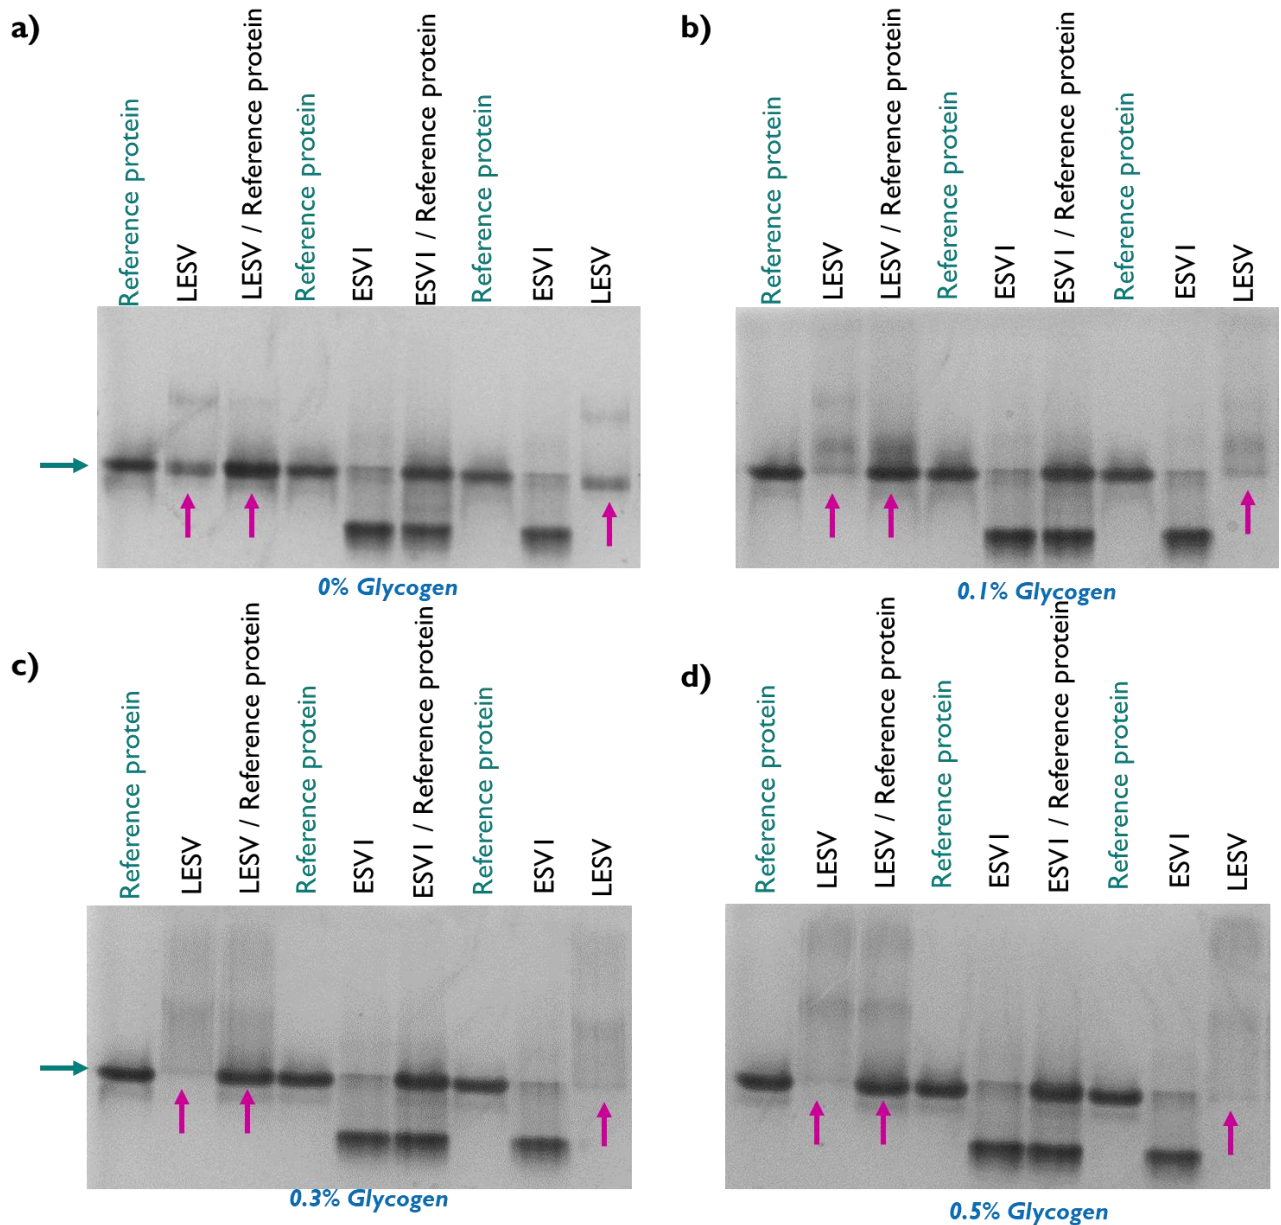 a)
Reference protein
LESV
LESV / Reference protein
Reference protein
ESV1
ESV1 / Reference protein
Reference protein
ESV1
LESV
0% Glycogen
b)
Reference protein
LESV
LESV / Reference protein
Reference protein
ESV1
ESV1 / Reference protein
Reference protein
ESV1
LESV
0.1% Glycogen
c)
Reference protein
LESV
LESV / Reference protein
Reference protein
ESV1
ESV1 / Reference protein
Reference protein
ESV1
LESV
0.3% Glycogen
d)
Reference protein
LESV
LESV / Reference protein
Reference protein
ESV1
ESV1 / Reference protein
Reference protein
ESV1
LESV
0.5% Glycogen